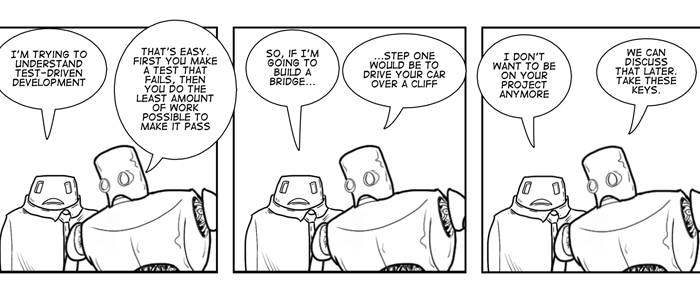 I'M TRYING TO
UNDERSTAND
TEST-DRIVEN
DEVELOPMENT
THAT'S EASY.
FIRST YOU MAKE
A TEST THAT
FAILS, THEN
YOU DO THE
LEAST AMOUNT
OF WORK
POSSIBLE TO
MAKE IT PASS
SO, IF I'M
GOING TO
BUILD A
BRIDGE...
...STEP ONE
WOULD BE TO
DRIVE YOUR CAR
OVER A CLIFF
I DON'T
WANT TO BE
ON YOUR
PROJECT
ANYMORE
WE CAN
DISCUSS
THAT LATER.
TAKE THESE
KEYS.